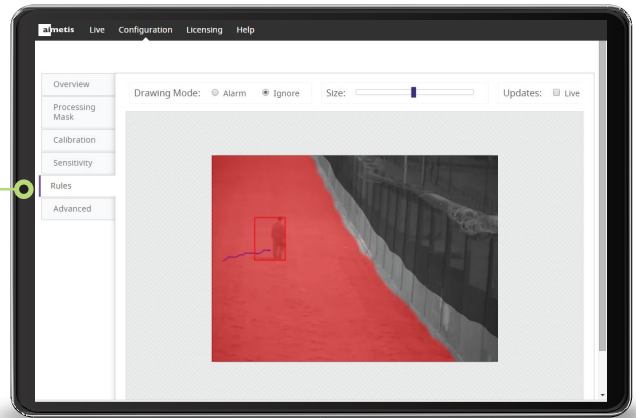 aimetis Live Configuration Licensing Help
Overview
Drawing Mode: Alarm Ignore Size: Updates: Live
Processing
Mask
Calibration
Sensitivity
Rules
Advanced